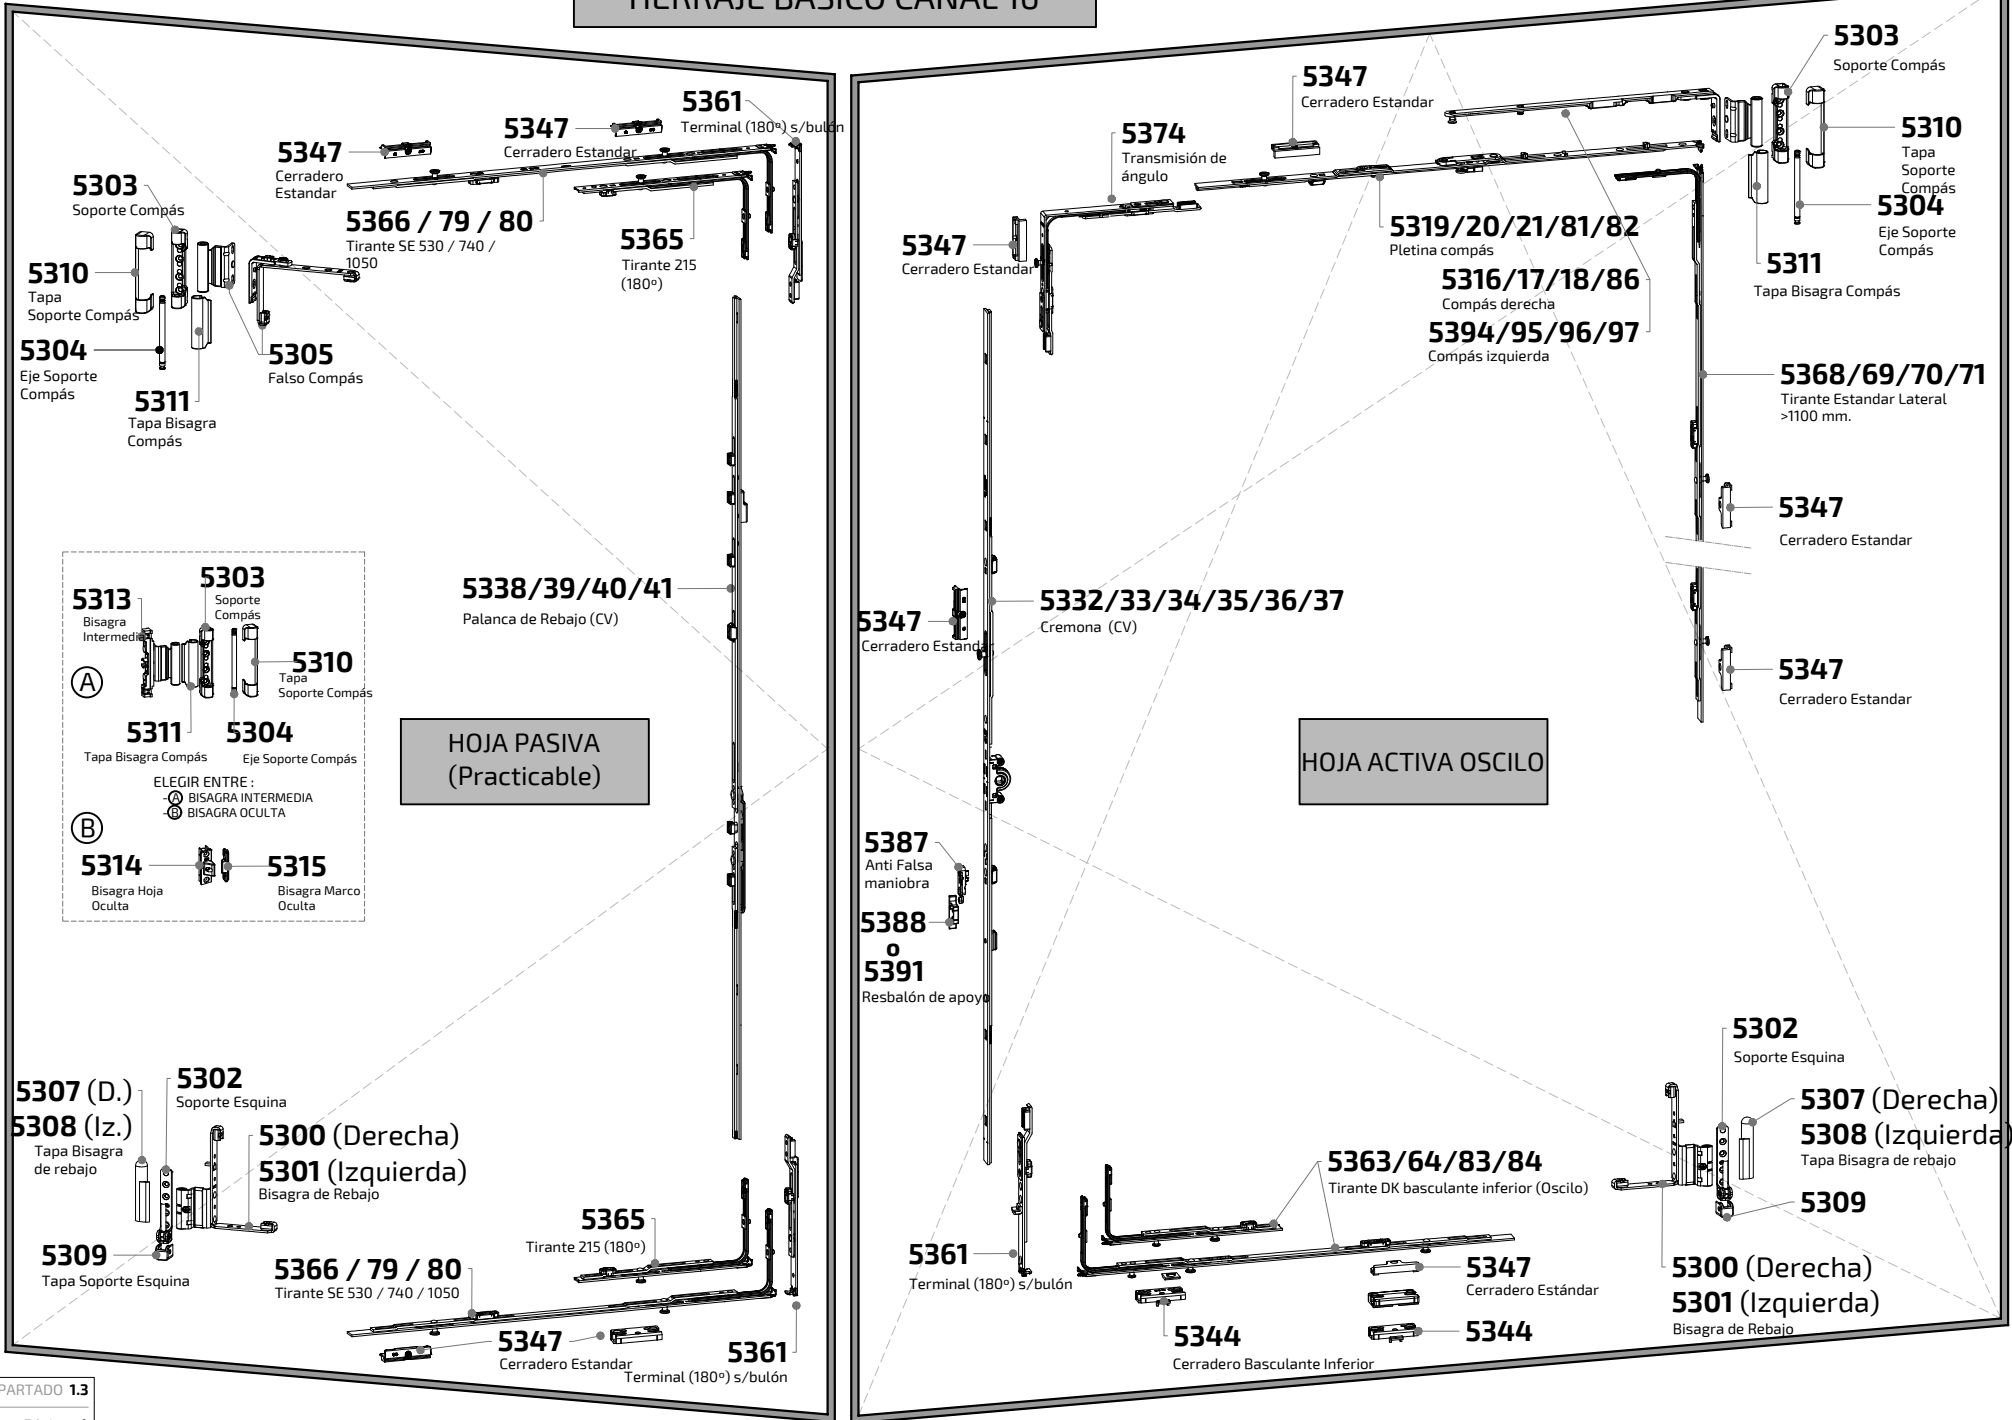 HERRAJE BÁSICO CANAL 16
5347
Cerradero
Estandar
5347
Cerradero Estandar
5361
Terminal (180º) s/bulón
5303
Soporte Compás
5366 / 79 / 80
Tirante SE 530 / 740 /
1050
5365
Tirante 215
(180º)
5310
Tapa
Soporte Compás
5304
Eje Soporte
Compás
5305
Falso Compás
5311
Tapa Bisagra
Compás
5313
Bisagra
Intermedia
5303
Soporte
Compás
5310
Tapa
Soporte Compás
A
5311
Tapa Bisagra Compás
5304
Eje Soporte Compás
ELEGIR ENTRE :
-A BISAGRA INTERMEDIA
-B BISAGRA OCULTA
B
5314
Bisagra Hoja
Oculta
5315
Bisagra Marco
Oculta
5338/39/40/41
Palanca de Rebajo (CV)
HOJA PASIVA
(Practicable)
5307 (D.)
5308 (Iz.)
Tapa Bisagra
de rebajo
5302
Soporte Esquina
5300 (Derecha)
5301 (Izquierda)
Bisagra de Rebajo
5309
Tapa Soporte Esquina
5365
Tirante 215 (180º)
5366 / 79 / 80
Tirante SE 530 / 740 / 1050
5347
Cerradero Estandar
5361
Terminal (180º) s/bulón
5347
Cerradero Estandar
5303
Soporte Compás
5374
Transmisión de
ángulo
5310
Tapa
Soporte
Compás
5304
Eje Soporte
Compás
5347
Cerradero Estandar
5319/20/21/81/82
Pletina compás
5316/17/18/86
Compás derecha
5394/95/96/97
Compás izquierda
5311
Tapa Bisagra Compás
5368/69/70/71
Tirante Estandar Lateral
>1100 mm.
5347
Cerradero Estandar
5347
Cerradero Estandar
5332/33/34/35/36/37
Cremona (CV)
5347
Cerradero Estandar
HOJA ACTIVA OSCILO
5387
Anti Falsa
maniobra
5388
o
5391
Resbalón de apoyo
5302
Soporte Esquina
5307 (Derecha)
5308 (Izquierda)
Tapa Bisagra de rebajo
5309
5363/64/83/84
Tirante DK basculante inferior (Oscilo)
5361
Terminal (180º) s/bulón
5347
Cerradero Estándar
5300 (Derecha)
5301 (Izquierda)
Bisagra de Rebajo
5344
Cerradero Basculante Inferior
5344
PARTADO 1.3